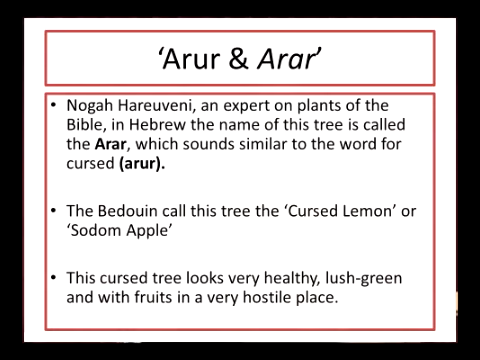 ‘Arur & Arar’
• Nogah Hareuveni, an expert on plants of the
Bible, in Hebrew the name of this tree is called
the Arar, which sounds similar to the word for
cursed (arur).
• The Bedouin call this tree the ‘Cursed Lemon’ or
‘Sodom Apple’
• This cursed tree looks very healthy, lush-green
and with fruits in a very hostile place.